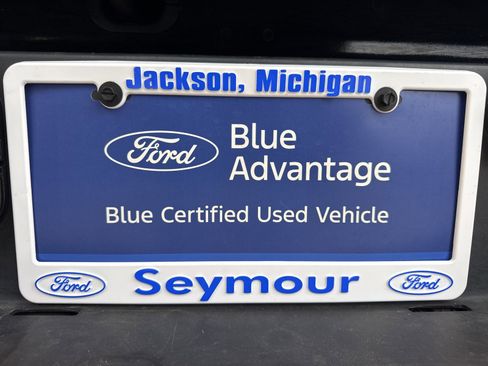 Jackson, Michigan
Ford
Blue
Advantage
Blue Certified Used Vehicle
Ford
Seymour
Ford